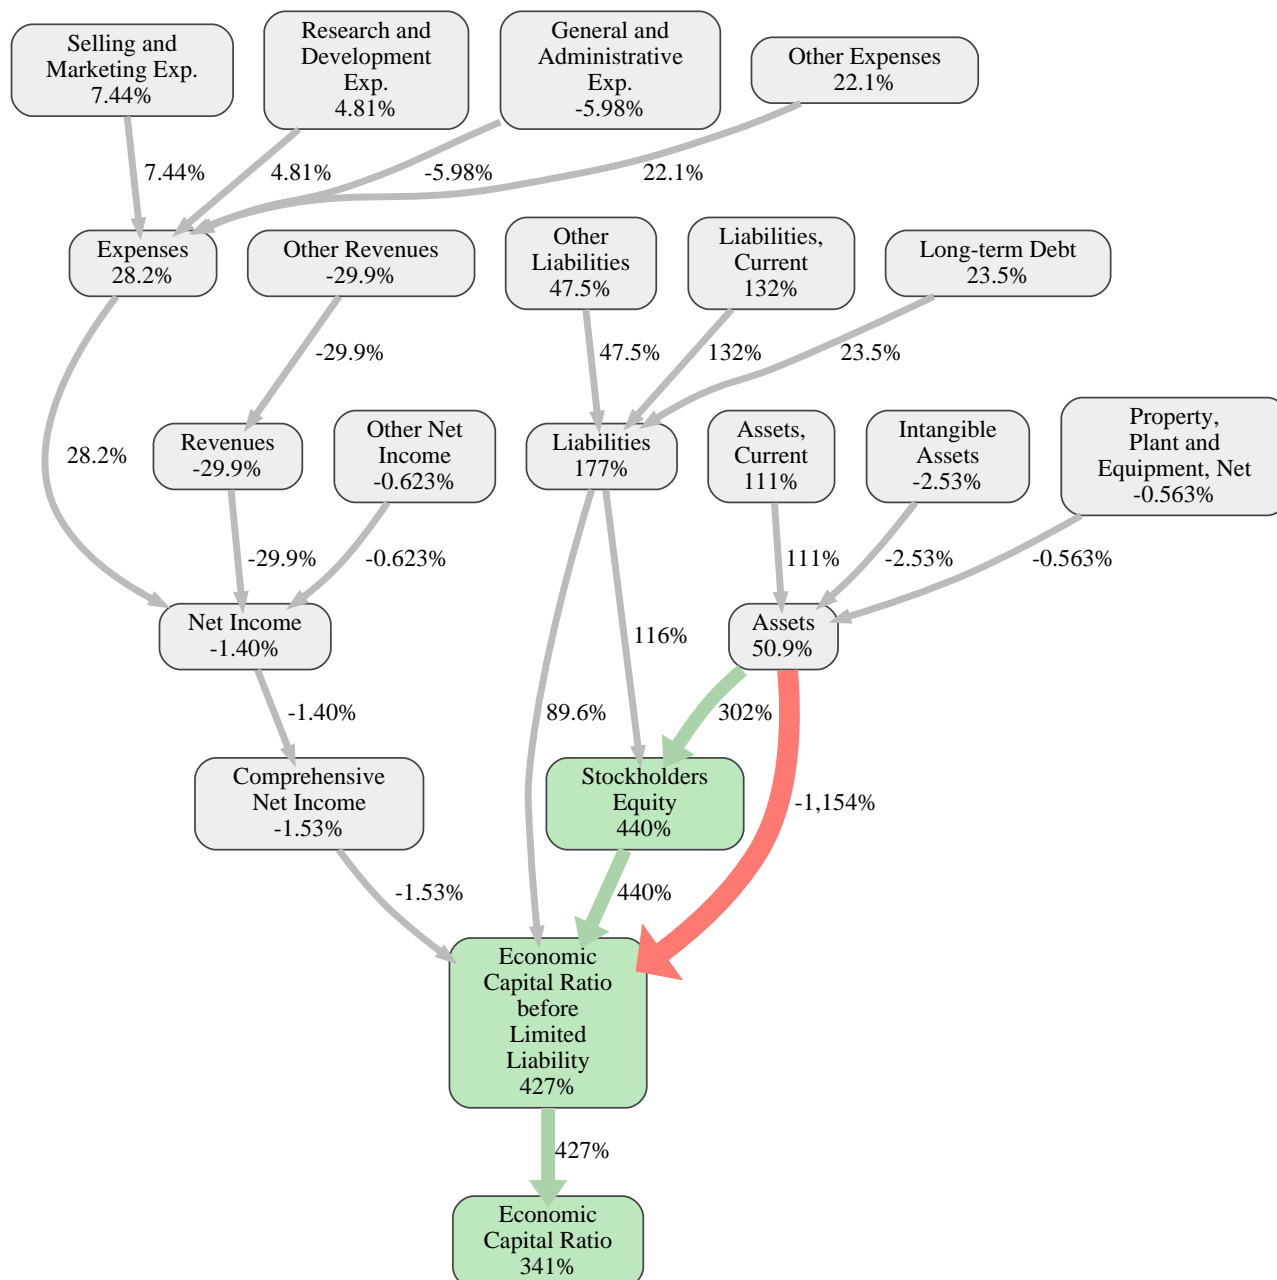 Selling and
Marketing Exp.
7.44%
Research and
Development
Exp.
4.81%
General and
Administrative
Exp.
-5.98%
Other Expenses
22.1%
7.44%
4.81%
-5.98%
22.1%
Expenses
28.2%
Other Revenues
-29.9%
Other
Liabilities
47.5%
Liabilities,
Current
132%
Long-term Debt
23.5%
-29.9%
47.5%
132%
23.5%
28.2%
Revenues
-29.9%
Other Net
Income
-0.623%
Liabilities
177%
Assets,
Current
111%
Intangible
Assets
-2.53%
Property,
Plant and
Equipment, Net
-0.563%
-29.9%
-0.623%
111%
-2.53%
-0.563%
Net Income
-1.40%
116%
Assets
50.9%
-1.40%
89.6%
302%
Comprehensive
Net Income
-1.53%
Stockholders
Equity
440%
-1,154%
-1.53%
440%
Economic
Capital Ratio
before
Limited
Liability
427%
427%
Economic
Capital Ratio
341%